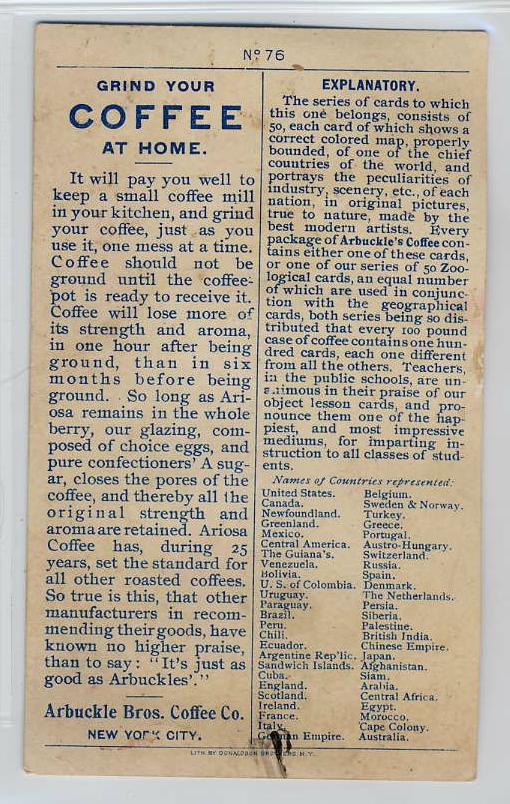 Nº 76
GRIND YOUR
COFFEE
AT HOME.
It will pay you well to
keep a small coffee mill
in your kitchen, and grind
your coffee, just as you
use it, one mess at a time.
Coffee should not be
ground until the coffee-
pot is ready to receive it.
Coffee will lose more of
its strength and aroma,
in one hour after being
ground, than in six
months before being
ground. So long as Ari-
osa remains in the whole
berry, our glazing, com-
posed of choice eggs, and
pure confectioners' A sug-
ar, closes the pores of the
coffee, and thereby all the
original strength and
aroma are retained. Ariosa
Coffee has, during 25
years, set the standard for
all other roasted coffees.
So true is this, that other
manufacturers in recom-
mending their goods, have
known no higher praise,
than to say: "It's just as
good as Arbuckles'."
Arbuckle Bros. Coffee Co.
NEW YORK CITY.
EXPLANATORY.
The series of cards to which
this one belongs, consists of
50, each card of which shows a
correct colored map, properly
bounded, of one of the chief
countries of the world, and
portrays the peculiarities of
industry, scenery, etc., of each
nation, in original pictures,
true to nature, made by the
best modern artists. Every
package of Arbuckle's Coffee con-
tains either one of these cards,
or one of our series of 50 Zoo-
logical cards, an equal number
of which are used in conjunc-
tion with the geographical
cards, both series being so dis-
tributed that every 100 pound
case of coffee contains one hun-
dred cards, each one different
from all the others. Teachers,
in the public schools, are un-
animous in their praise of our
object lesson cards, and pro-
nounce them one of the hap-
piest, and most impressive
mediums, for imparting in-
struction to all classes of stud-
ents.
Names of Countries represented:
United States.
Canada.
Newfoundland.
Greenland.
Mexico.
Central America.
The Guiana's.
Venezuela.
Bolivia.
U. S. of Colombia.
Uruguay.
Paraguay.
Brazil.
Peru.
Chili.
Ecuador.
Argentine Rep'lic.
Sandwich Islands.
Cuba.
England.
Scotland.
Ireland.
France.
Italy.
German Empire.
Belgium.
Sweden & Norway.
Turkey.
Greece.
Portugal.
Austro-Hungary.
Switzerland.
Russia.
Spain.
Denmark.
The Netherlands.
Persia.
Siberia.
Palestine.
British India.
Chinese Empire.
Japan.
Afghanistan.
Siam.
Arabia.
Central Africa.
Egypt.
Morocco.
Cape Colony.
Australia.
LITH. BY DONALDSON BROTHERS, N.Y.